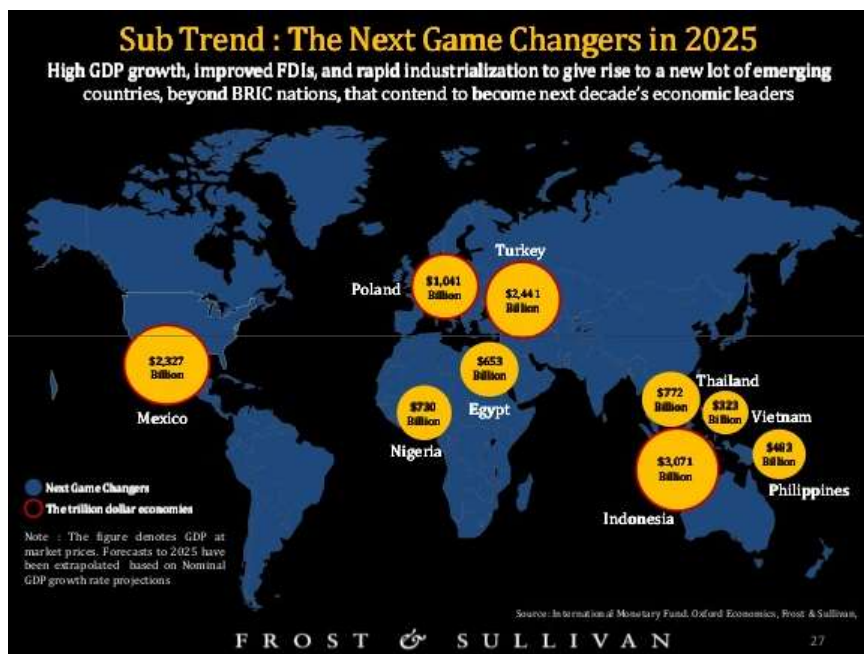 Sub Trend : The Next Game Changers in 2025
High GDP growth, improved FDIs, and rapid industrialization to give rise to a new lot of emerging
countries, beyond BRIC nations, that contend to become next decade's economic leaders
Turkey
$2,441
Billion
Poland
$1,041
Billion
$2,327
Billion
Mexico
$653
Billion
Egypt
$730
Billion
Nigeria
$772
Billion
Thailand
$323
Billion
Vietnam
Billion
Philippines
$3,071
Billion
Indonesia
Next Game Changers
The trillion dollar economies
Note : The figure denotes GDP at
market prices. Forecasts to 2025 have
been extrapolated based on Nominal
GDP growth rate projections
Source: International Monetary Fund. Oxford Economics, Frost & Sullivan,
FROST & SULLIVAN
27